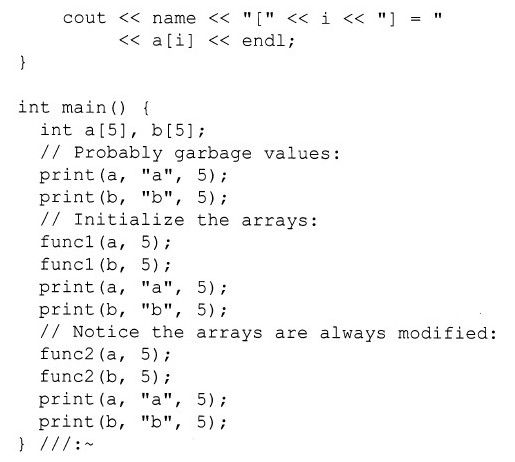 cout << name << "[" << i << "] = "
         << a[i] << endl;
}

int main() {
  int a[5], b[5];
  // Probably garbage values:
  print(a, "a", 5);
  print(b, "b", 5);
  // Initialize the arrays:
  func1(a, 5);
  func1(b, 5);
  print(a, "a", 5);
  print(b, "b", 5);
  // Notice the arrays are always modified:
  func2(a, 5);
  func2(b, 5);
  print(a, "a", 5);
  print(b, "b", 5);
} ///:~